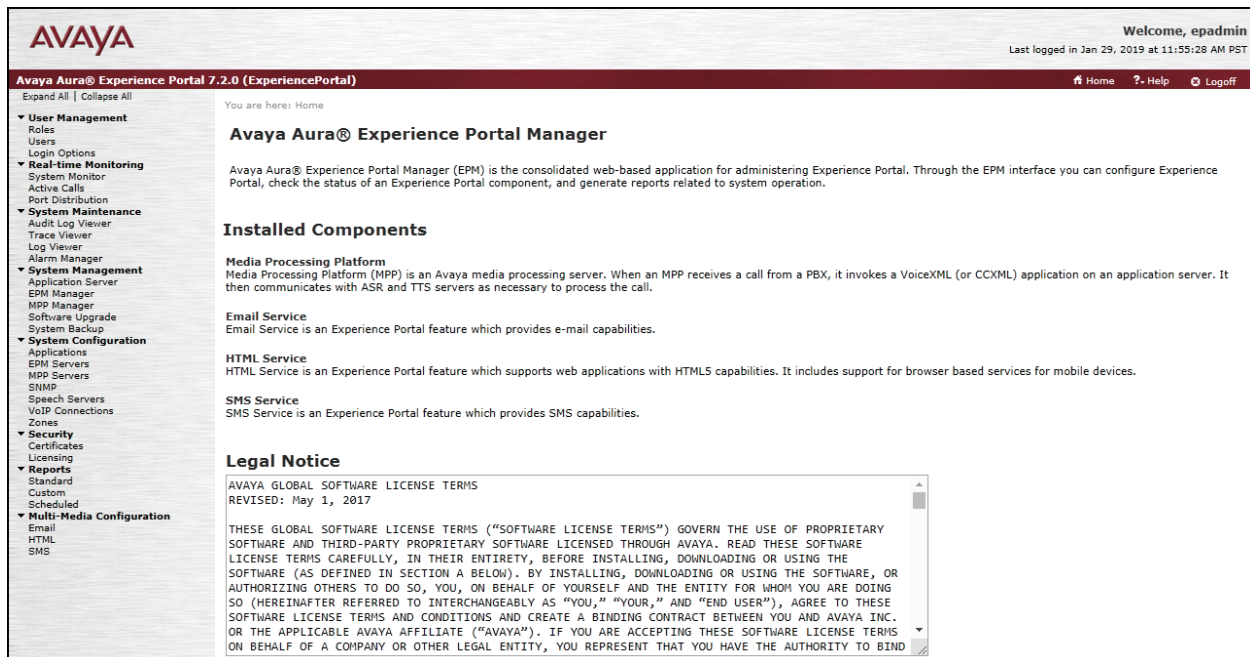 AVAYA
Welcome, epadmin
Last logged in Jan 29, 2019 at 11:55:28 AM PST
Avaya Aura® Experience Portal 7.2.0 (ExperiencePortal)
Home
?- Help
Logoff
Expand All | Collapse All
User Management
Roles
Users
Login Options
Real-time Monitoring
System Monitor
Active Calls
Port Distribution
System Maintenance
Audit Log Viewer
Trace Viewer
Log Viewer
Alarm Manager
System Management
Application Server
EPM Manager
MPP Manager
Software Upgrade
System Backup
System Configuration
Applications
EPM Servers
MPP Servers
SNMP
Speech Servers
VoIP Connections
Zones
Security
Certificates
Licensing
Reports
Standard
Custom
Scheduled
Multi-Media Configuration
Email
HTML
SMS
You are here: Home
Avaya Aura® Experience Portal Manager
Avaya Aura® Experience Portal Manager (EPM) is the consolidated web-based application for administering Experience Portal. Through the EPM interface you can configure Experience
Portal, check the status of an Experience Portal component, and generate reports related to system operation.
Installed Components
Media Processing Platform
Media Processing Platform (MPP) is an Avaya media processing server. When an MPP receives a call from a PBX, it invokes a VoiceXML (or CCXML) application on an application server. It
then communicates with ASR and TTS servers as necessary to process the call.
Email Service
Email Service is an Experience Portal feature which provides e-mail capabilities.
HTML Service
HTML Service is an Experience Portal feature which supports web applications with HTML5 capabilities. It includes support for browser based services for mobile devices.
SMS Service
SMS Service is an Experience Portal feature which provides SMS capabilities.
Legal Notice
AVAYA GLOBAL SOFTWARE LICENSE TERMS
REVISED: May 1, 2017
THESE GLOBAL SOFTWARE LICENSE TERMS (“SOFTWARE LICENSE TERMS”) GOVERN THE USE OF PROPRIETARY
SOFTWARE AND THIRD-PARTY PROPRIETARY SOFTWARE LICENSED THROUGH AVAYA. READ THESE SOFTWARE
LICENSE TERMS CAREFULLY, IN THEIR ENTIRETY, BEFORE INSTALLING, DOWNLOADING OR USING THE
SOFTWARE (AS DEFINED IN SECTION A BELOW). BY INSTALLING, DOWNLOADING OR USING THE SOFTWARE, OR
AUTHORIZING OTHERS TO DO SO, YOU, ON BEHALF OF YOURSELF AND THE ENTITY FOR WHOM YOU ARE DOING
SO (HEREINAFTER REFERRED TO INTERCHANGEABLY AS “YOU,” “YOUR,” AND “END USER”), AGREE TO THESE
SOFTWARE LICENSE TERMS AND CONDITIONS AND CREATE A BINDING CONTRACT BETWEEN YOU AND AVAYA INC.
OR THE APPLICABLE AVAYA AFFILIATE (“AVAYA”). IF YOU ARE ACCEPTING THESE SOFTWARE LICENSE TERMS
ON BEHALF OF A COMPANY OR OTHER LEGAL ENTITY, YOU REPRESENT THAT YOU HAVE THE AUTHORITY TO BIND